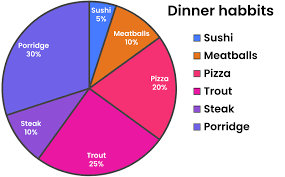 Dinner habbits
Sushi
5%
Meatballs
10%
Pizza
20%
Trout
25%
Steak
10%
Porridge
30%
Sushi
Meatballs
Pizza
Trout
Steak
Porridge